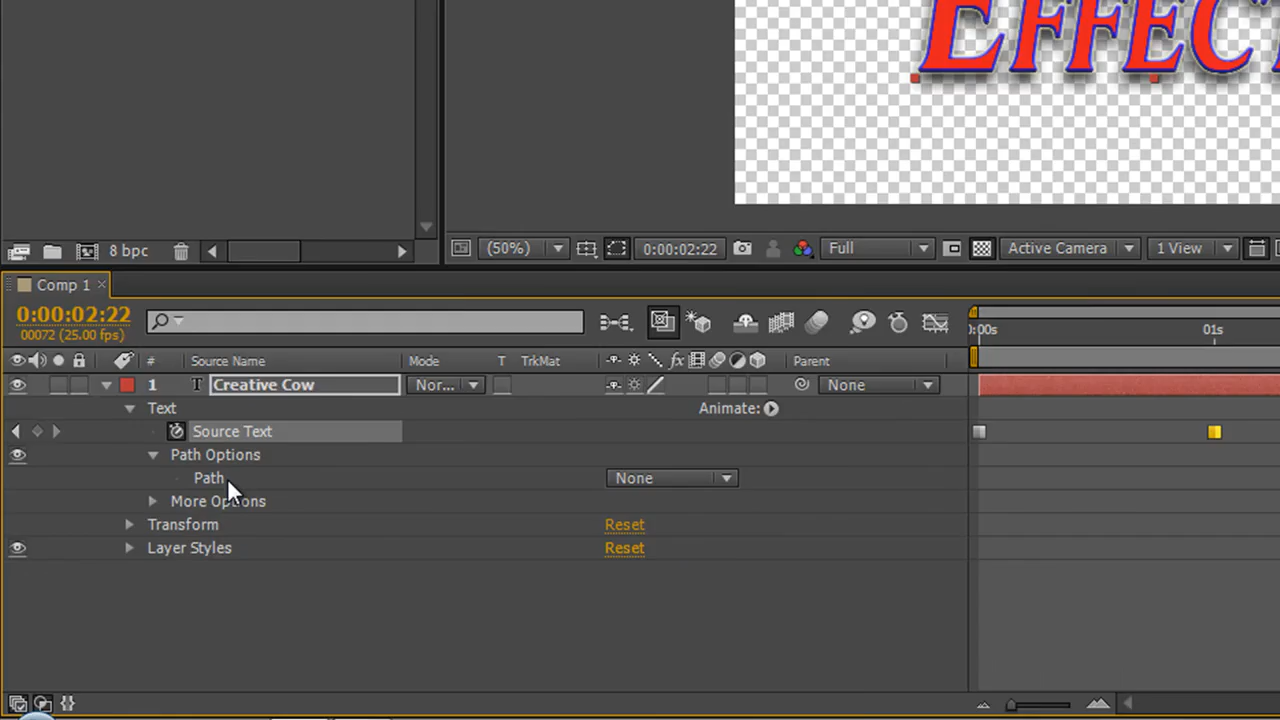 EFFECT
8 bpc
(50%) 0:00:02:22 Full Active Camera 1 View
Comp 1
0:00:02:22
00072 (25.00 fps)
0:00s 01s
# Source Name Mode T TrkMat fx Parent
1 T Creative Cow Nor... None
Text Animate:
Source Text
Path Options
Path None
More Options
Transform Reset
Layer Styles Reset